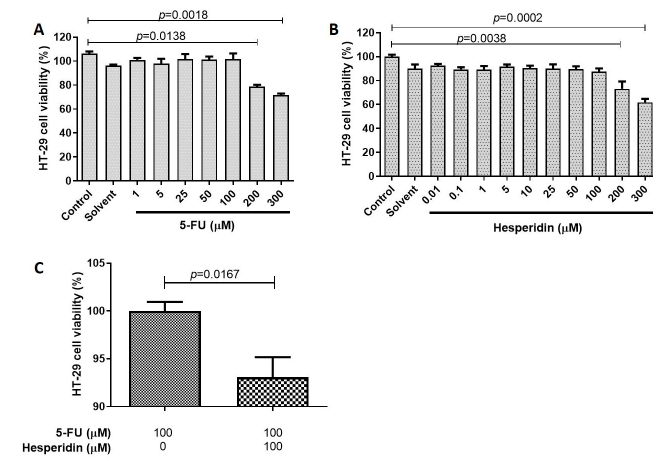 A
p=0.0018
p=0.0138
HT-29 cell viability (%)
120
100
80
60
40
20
0
Control
Solvent
1
5
25
50
100
200
300
5-FU (µM)
B
p=0.0002
p=0.0038
HT-29 cell viability (%)
120
100
80
60
40
20
0
Control
Solvent
0.01
0.1
1
5
10
25
50
100
200
300
Hesperidin (µM)
C
p=0.0167
HT-29 cell viability (%)
105
100
95
90
5-FU (µM) 100 100
Hesperidin (µM) 0 100